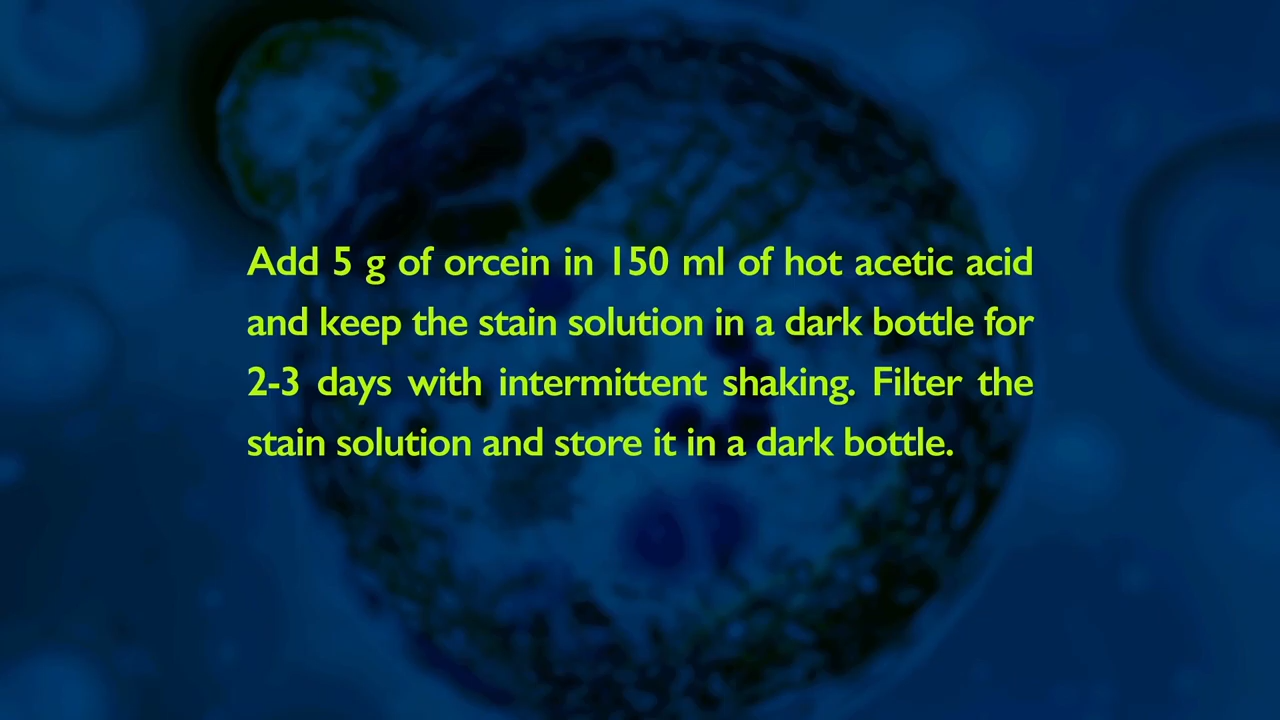 Add 5 g of orcein in 150 ml of hot acetic acid
and keep the stain solution in a dark bottle for
2-3 days with intermittent shaking. Filter the
stain solution and store it in a dark bottle.